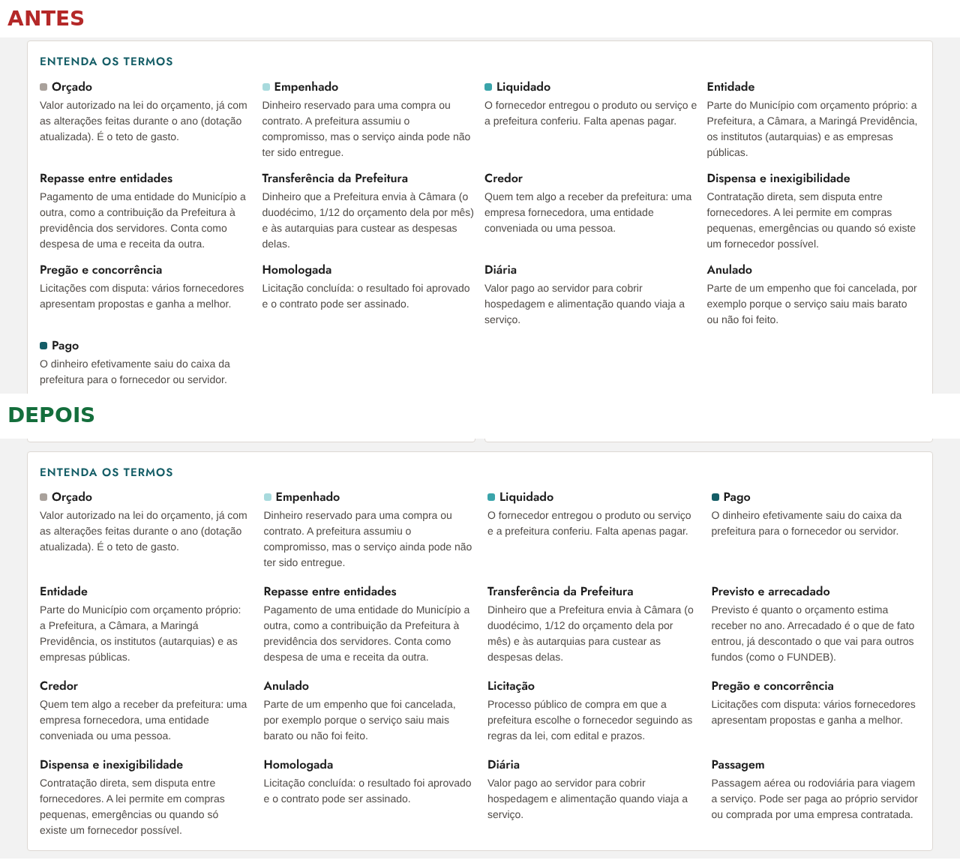 ANTES
ENTENDA OS TERMOS
Orçado
Valor autorizado na lei do orçamento, já com
as alterações feitas durante o ano (dotação
atualizada). É o teto de gasto.
Empenhado
Dinheiro reservado para uma compra ou
contrato. A prefeitura assumiu o
compromisso, mas o serviço ainda pode não
ter sido entregue.
Liquidado
O fornecedor entregou o produto ou serviço e
a prefeitura conferiu. Falta apenas pagar.
Entidade
Parte do Município com orçamento próprio: a
Prefeitura, a Câmara, a Maringá Previdência,
os institutos (autarquias) e as empresas
públicas.
Repasse entre entidades
Pagamento de uma entidade do Município a
outra, como a contribuição da Prefeitura à
previdência dos servidores. Conta como
despesa de uma e receita da outra.
Transferência da Prefeitura
Dinheiro que a Prefeitura envia à Câmara (o
duodécimo, 1/12 do orçamento dela por mês)
e às autarquias para custear as despesas
delas.
Credor
Quem tem algo a receber da prefeitura: uma
empresa fornecedora, uma entidade
conveniada ou uma pessoa.
Dispensa e inexigibilidade
Contratação direta, sem disputa entre
fornecedores. A lei permite em compras
pequenas, emergências ou quando só existe
um fornecedor possível.
Pregão e concorrência
Licitações com disputa: vários fornecedores
apresentam propostas e ganha a melhor.
Homologada
Licitação concluída: o resultado foi aprovado
e o contrato pode ser assinado.
Diária
Valor pago ao servidor para cobrir
hospedagem e alimentação quando viaja a
serviço.
Anulado
Parte de um empenho que foi cancelada, por
exemplo porque o serviço saiu mais barato
ou não foi feito.
Pago
O dinheiro efetivamente saiu do caixa da
prefeitura para o fornecedor ou servidor.
DEPOIS
ENTENDA OS TERMOS
Orçado
Valor autorizado na lei do orçamento, já com
as alterações feitas durante o ano (dotação
atualizada). É o teto de gasto.
Empenhado
Dinheiro reservado para uma compra ou
contrato. A prefeitura assumiu o
compromisso, mas o serviço ainda pode não
ter sido entregue.
Liquidado
O fornecedor entregou o produto ou serviço
e a prefeitura conferiu. Falta apenas pagar.
Pago
O dinheiro efetivamente saiu do caixa da
prefeitura para o fornecedor ou servidor.
Entidade
Parte do Município com orçamento próprio:
a Prefeitura, a Câmara, a Maringá
Previdência, os institutos (autarquias) e as
empresas públicas.
Repasse entre entidades
Pagamento de uma entidade do Município a
outra, como a contribuição da Prefeitura à
previdência dos servidores. Conta como
despesa de uma e receita da outra.
Transferência da Prefeitura
Dinheiro que a Prefeitura envia à Câmara (o
duodécimo, 1/12 do orçamento dela por
mês) e às autarquias para custear as
despesas delas.
Previsto e arrecadado
Previsto é quanto o orçamento estima
receber no ano. Arrecadado é o que de fato
entrou, já descontado o que vai para outros
fundos (como o FUNDEB).
Credor
Quem tem algo a receber da prefeitura: uma
empresa fornecedora, uma entidade
conveniada ou uma pessoa.
Anulado
Parte de um empenho que foi cancelada,
por exemplo porque o serviço saiu mais
barato ou não foi feito.
Licitação
Processo público de compra em que a
prefeitura escolhe o fornecedor seguindo as
regras da lei, com edital e prazos.
Pregão e concorrência
Licitações com disputa: vários fornecedores
apresentam propostas e ganha a melhor.
Dispensa e inexigibilidade
Contratação direta, sem disputa entre
fornecedores. A lei permite em compras
pequenas, emergências ou quando só
existe um fornecedor possível.
Homologada
Licitação concluída: o resultado foi aprovado
e o contrato pode ser assinado.
Diária
Valor pago ao servidor para cobrir
hospedagem e alimentação quando viaja a
serviço.
Passagem
Passagem aérea ou rodoviária para viagem
a serviço. Pode ser paga ao próprio servidor
ou comprada por uma empresa contratada.